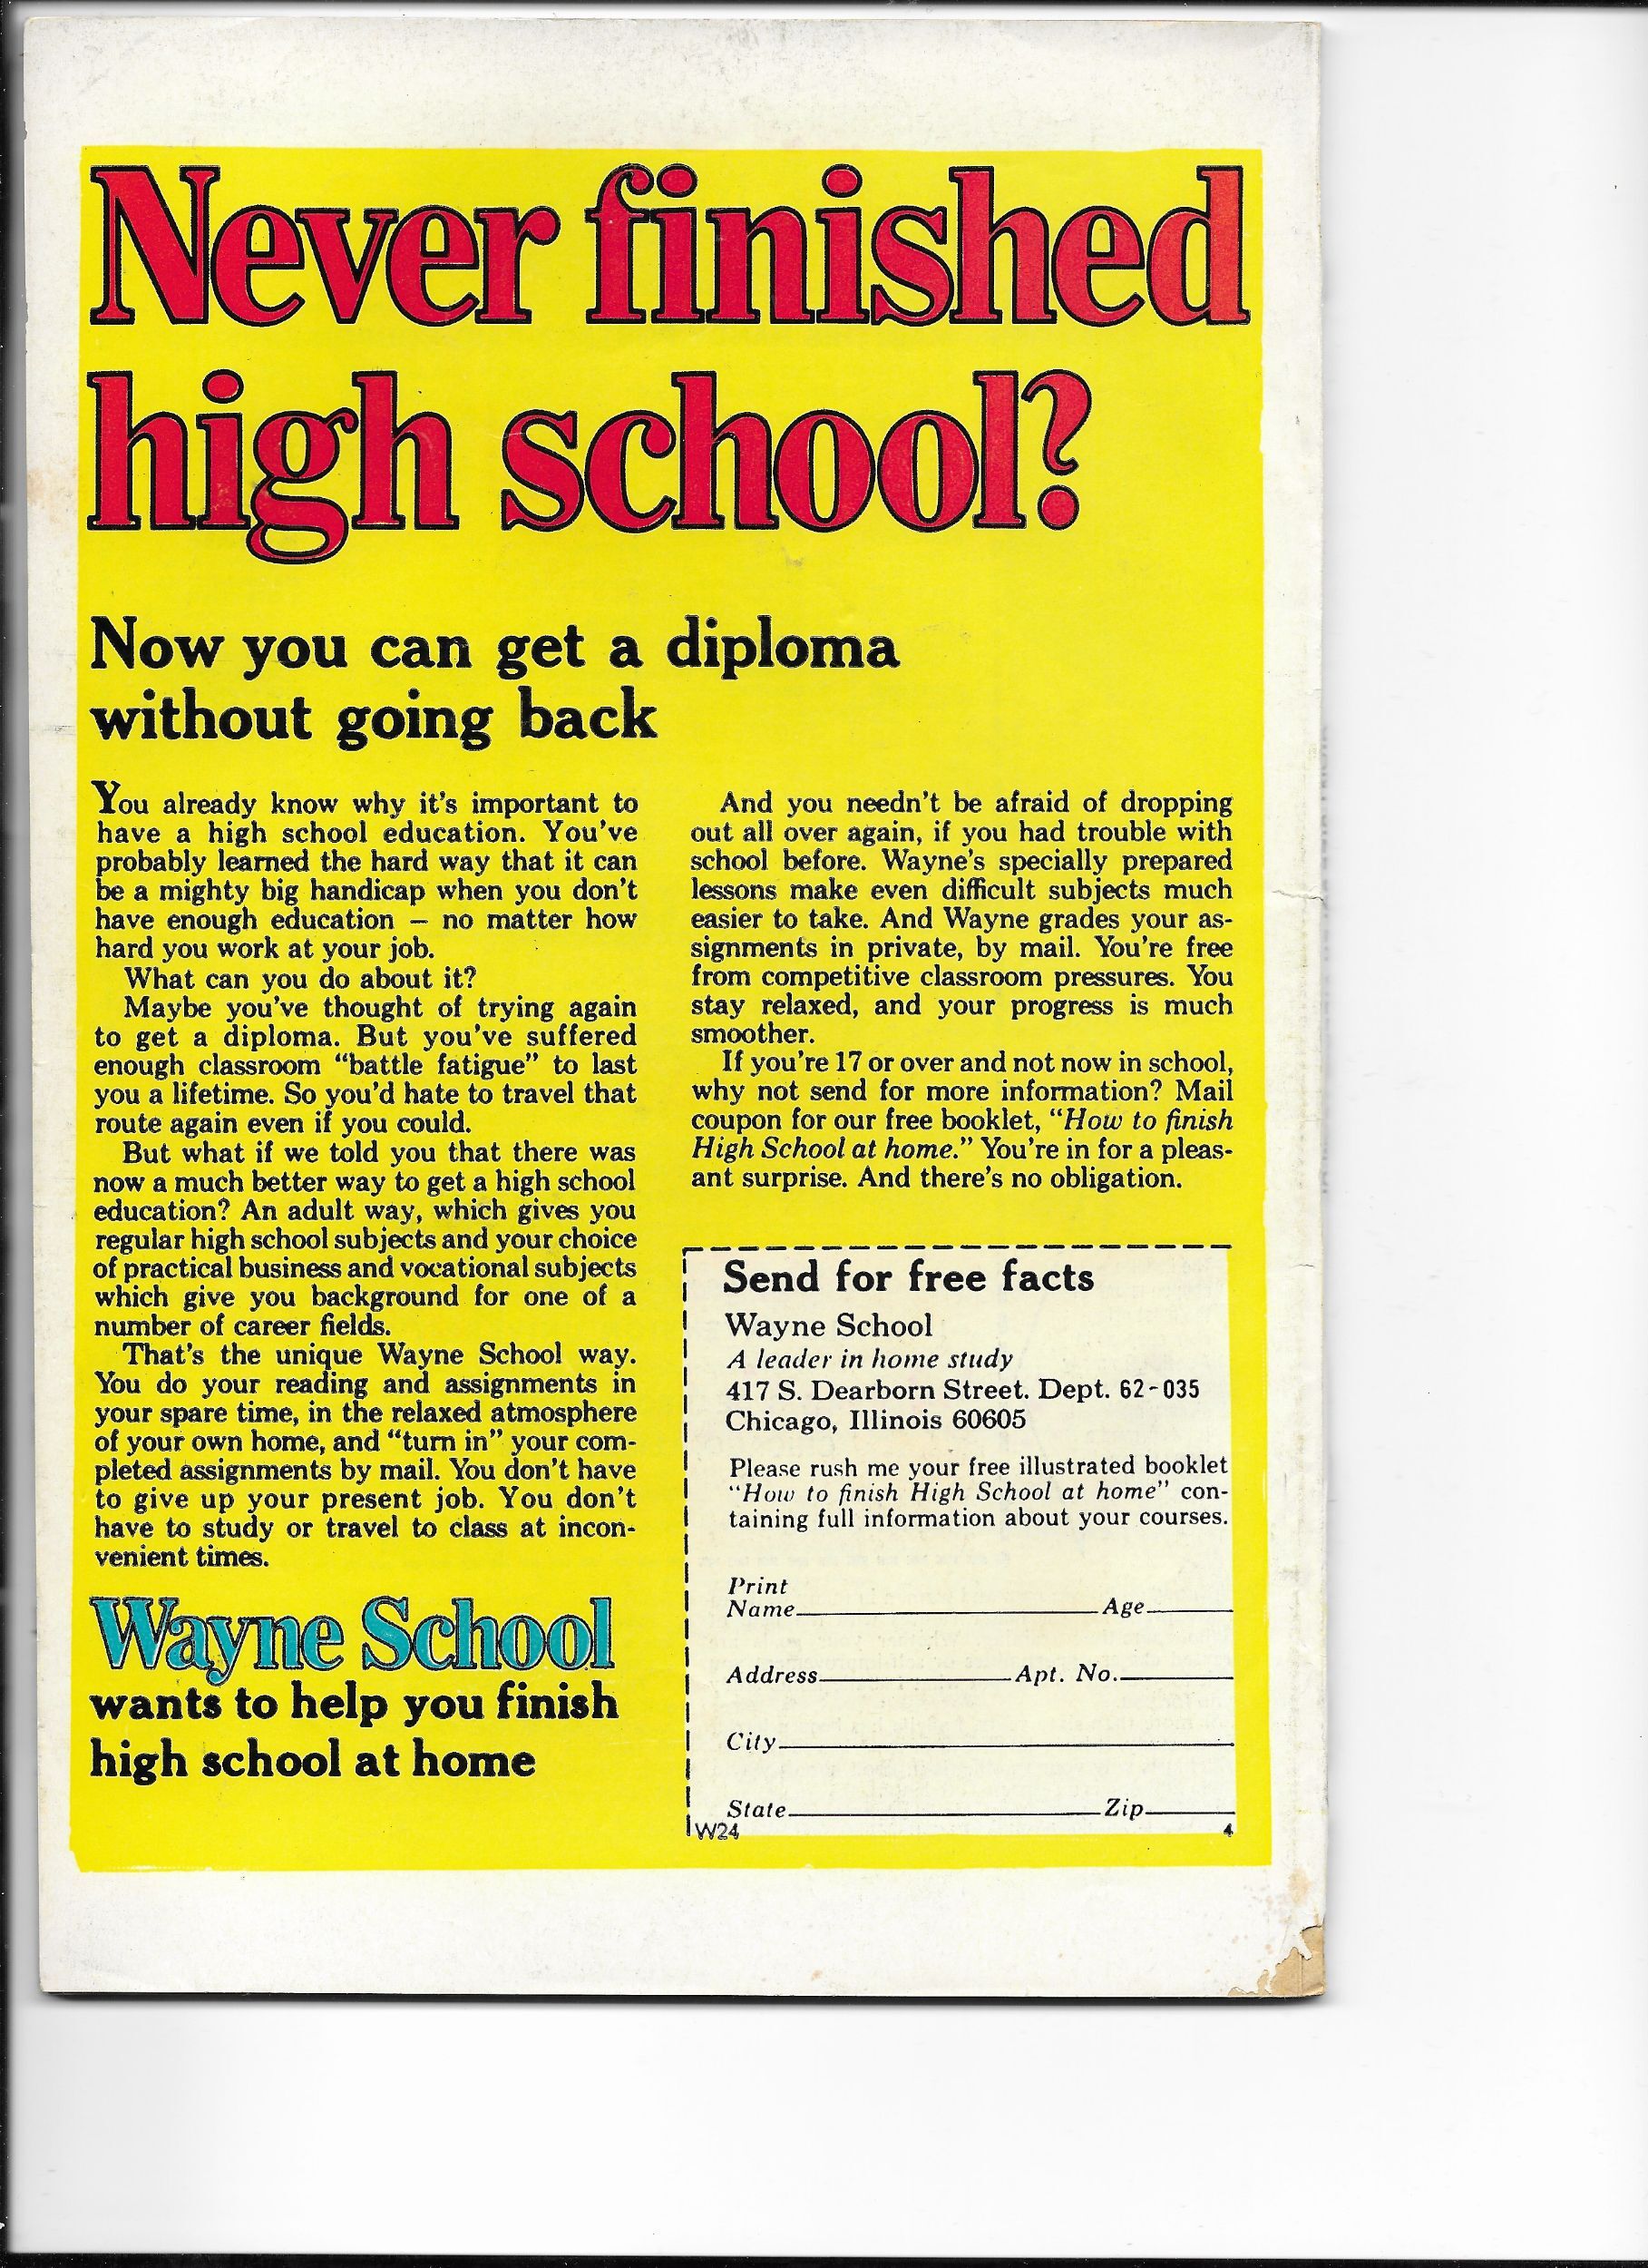 Never finished
high school?
Now you can get a diploma
without going back
You already know why it's important to
have a high school education. You've
probably learned the hard way that it can
be a mighty big handicap when you don't
have enough education – no matter how
hard you work at your job.
What can you do about it?
Maybe you've thought of trying again
to get a diploma. But you've suffered
enough classroom “battle fatigue” to last
you a lifetime. So you'd hate to travel that
route again even if you could.
But what if we told you that there was
now a much better way to get a high school
education? An adult way, which gives you
regular high school subjects and your choice
of practical business and vocational subjects
which give you background for one of a
number of career fields.
That's the unique Wayne School way.
You do your reading and assignments in
your spare time, in the relaxed atmosphere
of your own home, and “turn in” your com-
pleted assignments by mail. You don't have
to give up your present job. You don't
have to study or travel to class at incon-
venient times.
Wayne School
wants to help you finish
high school at home
And you needn't be afraid of dropping
out all over again, if you had trouble with
school before. Wayne's specially prepared
lessons make even difficult subjects much
easier to take. And Wayne grades your as-
signments in private, by mail. You're free
from competitive classroom pressures. You
stay relaxed, and your progress is much
smoother.
If you're 17 or over and not now in school,
why not send for more information? Mail
coupon for our free booklet, “How to finish
High School at home.” You're in for a pleas-
ant surprise. And there's no obligation.
Send for free facts
Wayne School
A leader in home study
417 S. Dearborn Street. Dept. 62-035
Chicago, Illinois 60605
Please rush me your free illustrated booklet
“How to finish High School at home” con-
taining full information about your courses.
Print
Name Age
Address Apt. No.
City
State Zip
W24 4